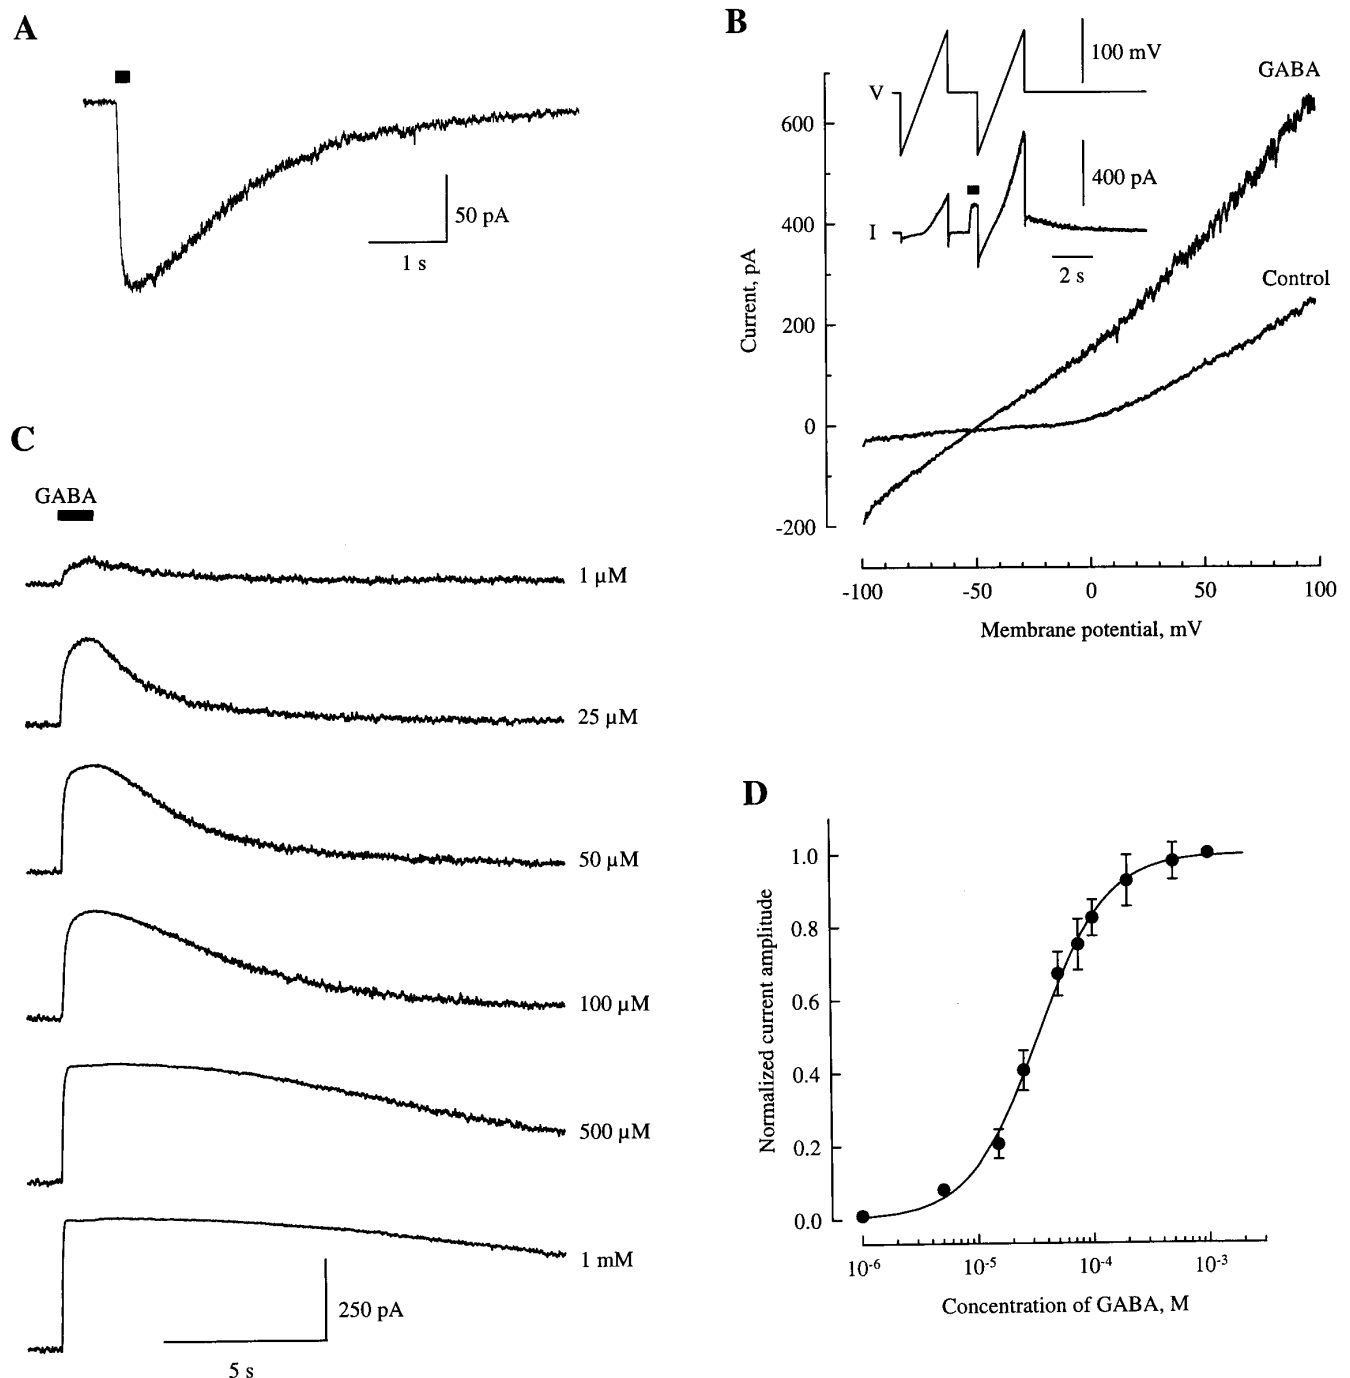 A
50 pA
1 s
B
V
100 mV
GABA
400 pA
I
2 s
Control
Current, pA
600
400
200
0
-200
-100 -50 0 50 100
Membrane potential, mV
C
GABA
1 µM
25 µM
50 µM
100 µM
500 µM
1 mM
250 pA
5 s
D
Normalized current amplitude
1.0
0.8
0.6
0.4
0.2
0.0
10-6 10-5 10-4 10-3
Concentration of GABA, M